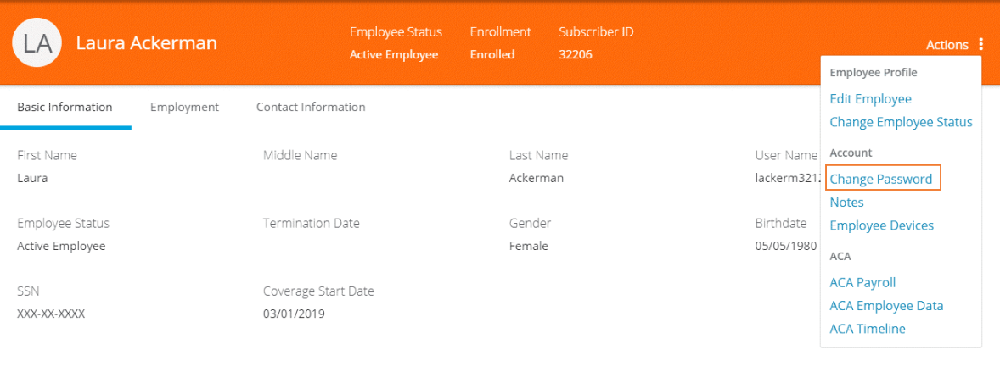 LA Laura Ackerman
Employee Status Enrollment Subscriber ID
Active Employee Enrolled 32206
Actions
Employee Profile
Edit Employee
Change Employee Status
Account
Change Password
Notes
Employee Devices
ACA
ACA Payroll
ACA Employee Data
ACA Timeline
Basic Information Employment Contact Information
First Name Middle Name Last Name User Name
Laura Ackerman lackerm3212
Employee Status Termination Date Gender Birthdate
Active Employee Female 05/05/1980
SSN Coverage Start Date
XXX-XX-XXXX 03/01/2019